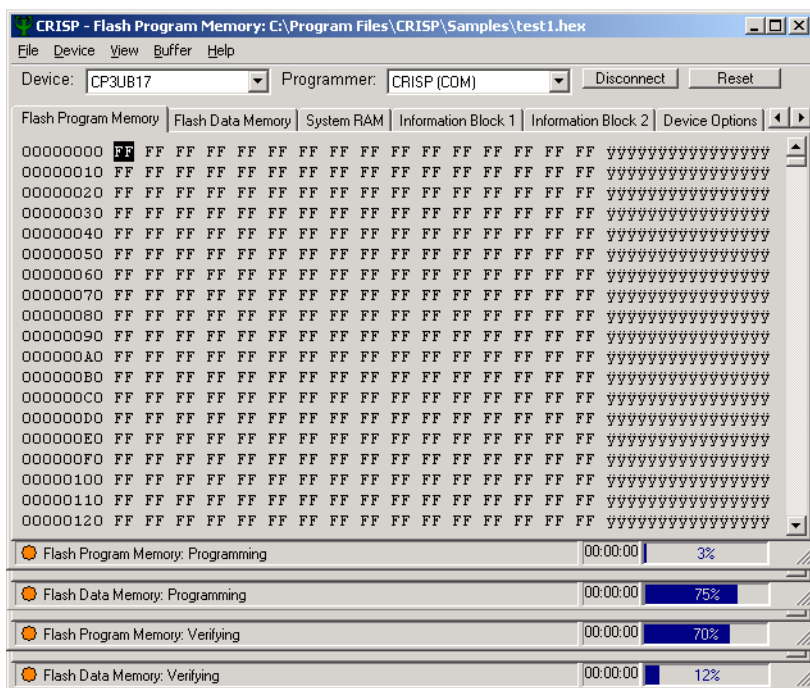 CRISP - Flash Program Memory: C:\Program Files\CRISP\Samples\test1.hex
File Device View Buffer Help
Device: CP3UB17 Programmer: CRISP (COM) Disconnect Reset
Flash Program Memory Flash Data Memory System RAM Information Block 1 Information Block 2 Device Options
00000000 FF FF FF FF FF FF FF FF FF FF FF FF FF FF FF FF ÿÿÿÿÿÿÿÿÿÿÿÿÿÿÿÿ
00000010 FF FF FF FF FF FF FF FF FF FF FF FF FF FF FF FF ÿÿÿÿÿÿÿÿÿÿÿÿÿÿÿÿ
00000020 FF FF FF FF FF FF FF FF FF FF FF FF FF FF FF FF ÿÿÿÿÿÿÿÿÿÿÿÿÿÿÿÿ
00000030 FF FF FF FF FF FF FF FF FF FF FF FF FF FF FF FF ÿÿÿÿÿÿÿÿÿÿÿÿÿÿÿÿ
00000040 FF FF FF FF FF FF FF FF FF FF FF FF FF FF FF FF ÿÿÿÿÿÿÿÿÿÿÿÿÿÿÿÿ
00000050 FF FF FF FF FF FF FF FF FF FF FF FF FF FF FF FF ÿÿÿÿÿÿÿÿÿÿÿÿÿÿÿÿ
00000060 FF FF FF FF FF FF FF FF FF FF FF FF FF FF FF FF ÿÿÿÿÿÿÿÿÿÿÿÿÿÿÿÿ
00000070 FF FF FF FF FF FF FF FF FF FF FF FF FF FF FF FF ÿÿÿÿÿÿÿÿÿÿÿÿÿÿÿÿ
00000080 FF FF FF FF FF FF FF FF FF FF FF FF FF FF FF FF ÿÿÿÿÿÿÿÿÿÿÿÿÿÿÿÿ
00000090 FF FF FF FF FF FF FF FF FF FF FF FF FF FF FF FF ÿÿÿÿÿÿÿÿÿÿÿÿÿÿÿÿ
000000A0 FF FF FF FF FF FF FF FF FF FF FF FF FF FF FF FF ÿÿÿÿÿÿÿÿÿÿÿÿÿÿÿÿ
000000B0 FF FF FF FF FF FF FF FF FF FF FF FF FF FF FF FF ÿÿÿÿÿÿÿÿÿÿÿÿÿÿÿÿ
000000C0 FF FF FF FF FF FF FF FF FF FF FF FF FF FF FF FF ÿÿÿÿÿÿÿÿÿÿÿÿÿÿÿÿ
000000D0 FF FF FF FF FF FF FF FF FF FF FF FF FF FF FF FF ÿÿÿÿÿÿÿÿÿÿÿÿÿÿÿÿ
000000E0 FF FF FF FF FF FF FF FF FF FF FF FF FF FF FF FF ÿÿÿÿÿÿÿÿÿÿÿÿÿÿÿÿ
000000F0 FF FF FF FF FF FF FF FF FF FF FF FF FF FF FF FF ÿÿÿÿÿÿÿÿÿÿÿÿÿÿÿÿ
00000100 FF FF FF FF FF FF FF FF FF FF FF FF FF FF FF FF ÿÿÿÿÿÿÿÿÿÿÿÿÿÿÿÿ
00000110 FF FF FF FF FF FF FF FF FF FF FF FF FF FF FF FF ÿÿÿÿÿÿÿÿÿÿÿÿÿÿÿÿ
00000120 FF FF FF FF FF FF FF FF FF FF FF FF FF FF FF FF ÿÿÿÿÿÿÿÿÿÿÿÿÿÿÿÿ
Flash Program Memory: Programming 00:00:00 3%
Flash Data Memory: Programming 00:00:00 75%
Flash Program Memory: Verifying 00:00:00 70%
Flash Data Memory: Verifying 00:00:00 12%